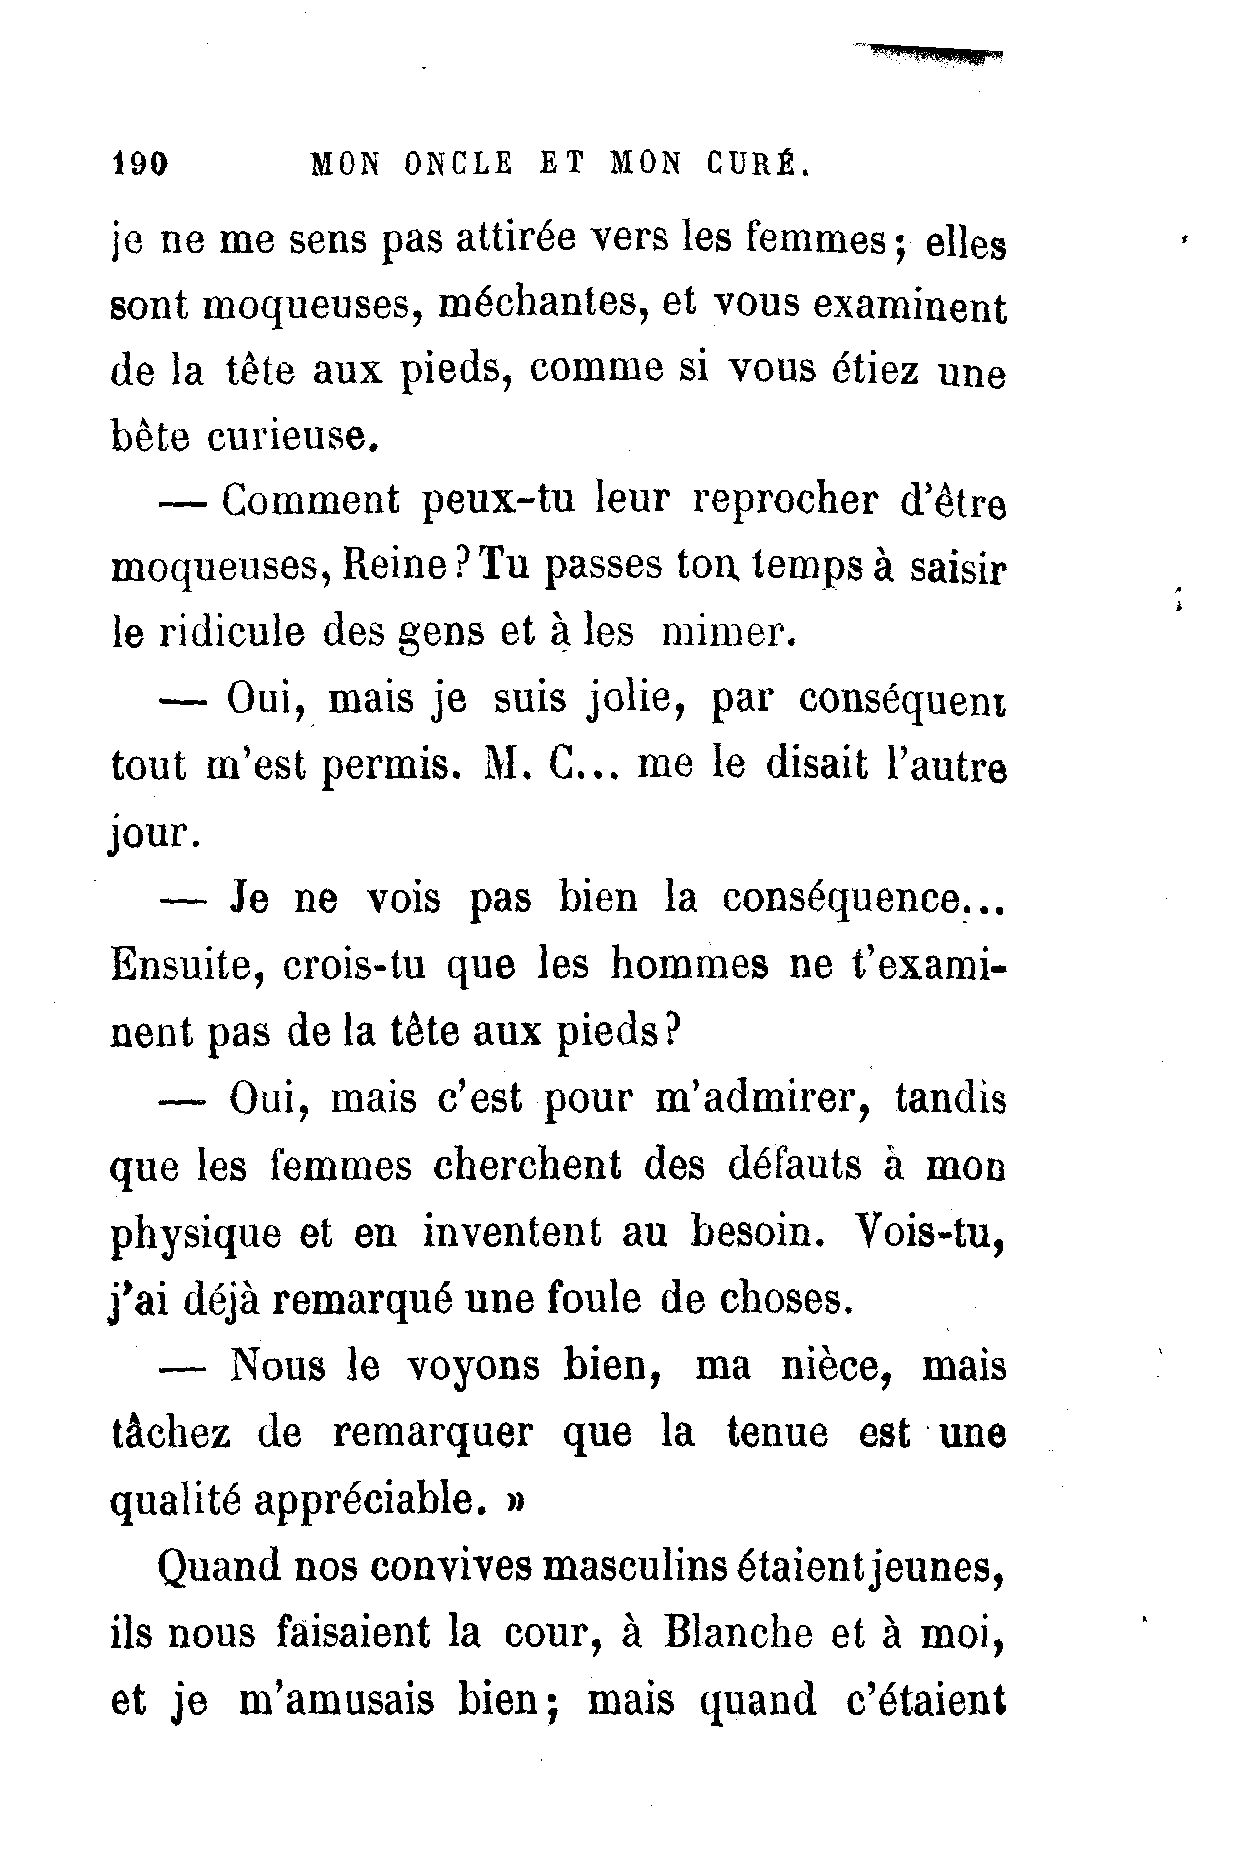 190 MON ONCLE ET MON CURÉ.
je ne me sens pas attirée vers les femmes ; elles
sont moqueuses, méchantes, et vous examinent
de la tête aux pieds, comme si vous étiez une
bête curieuse.
— Comment peux-tu leur reprocher d'être
moqueuses, Reine ? Tu passes ton temps à saisir
le ridicule des gens et à les mimer.
— Oui, mais je suis jolie, par conséquent
tout m'est permis. M. C... me le disait l'autre
jour.
— Je ne vois pas bien la conséquence...
Ensuite, crois-tu que les hommes ne t'exami-
nent pas de la tête aux pieds ?
— Oui, mais c'est pour m'admirer, tandis
que les femmes cherchent des défauts à mon
physique et en inventent au besoin. Vois-tu,
j'ai déjà remarqué une foule de choses.
— Nous le voyons bien, ma nièce, mais
tâchez de remarquer que la tenue est une
qualité appréciable. »
Quand nos convives masculins étaient jeunes,
ils nous faisaient la cour, à Blanche et à moi,
et je m'amusais bien ; mais quand c'étaient